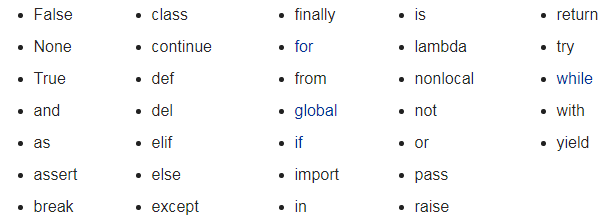 False
None
True
and
as
assert
break
class
continue
def
del
elif
else
except
finally
for
from
global
if
import
in
is
lambda
nonlocal
not
or
pass
raise
return
try
while
with
yield